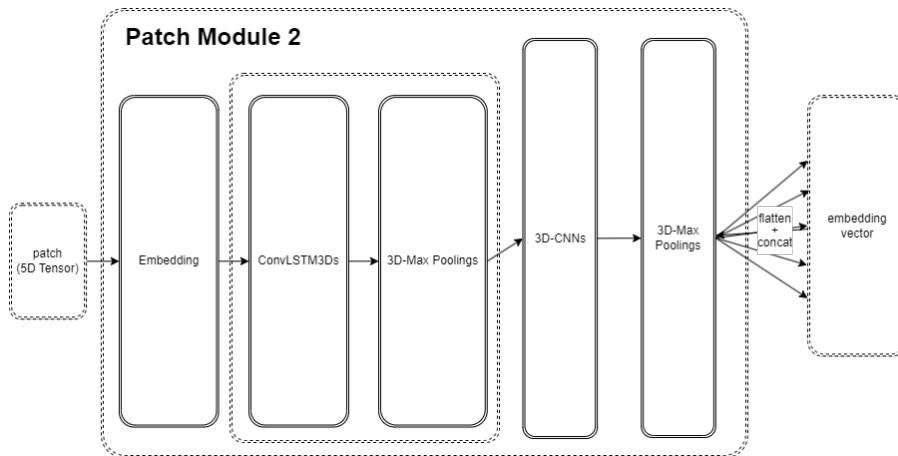 Patch Module 2
patch
(5D Tensor)
Embedding
ConvLSTM3Ds
3D-Max Poolings
3D-CNNs
3D-Max
Poolings
flatten
+
concat
embedding
vector